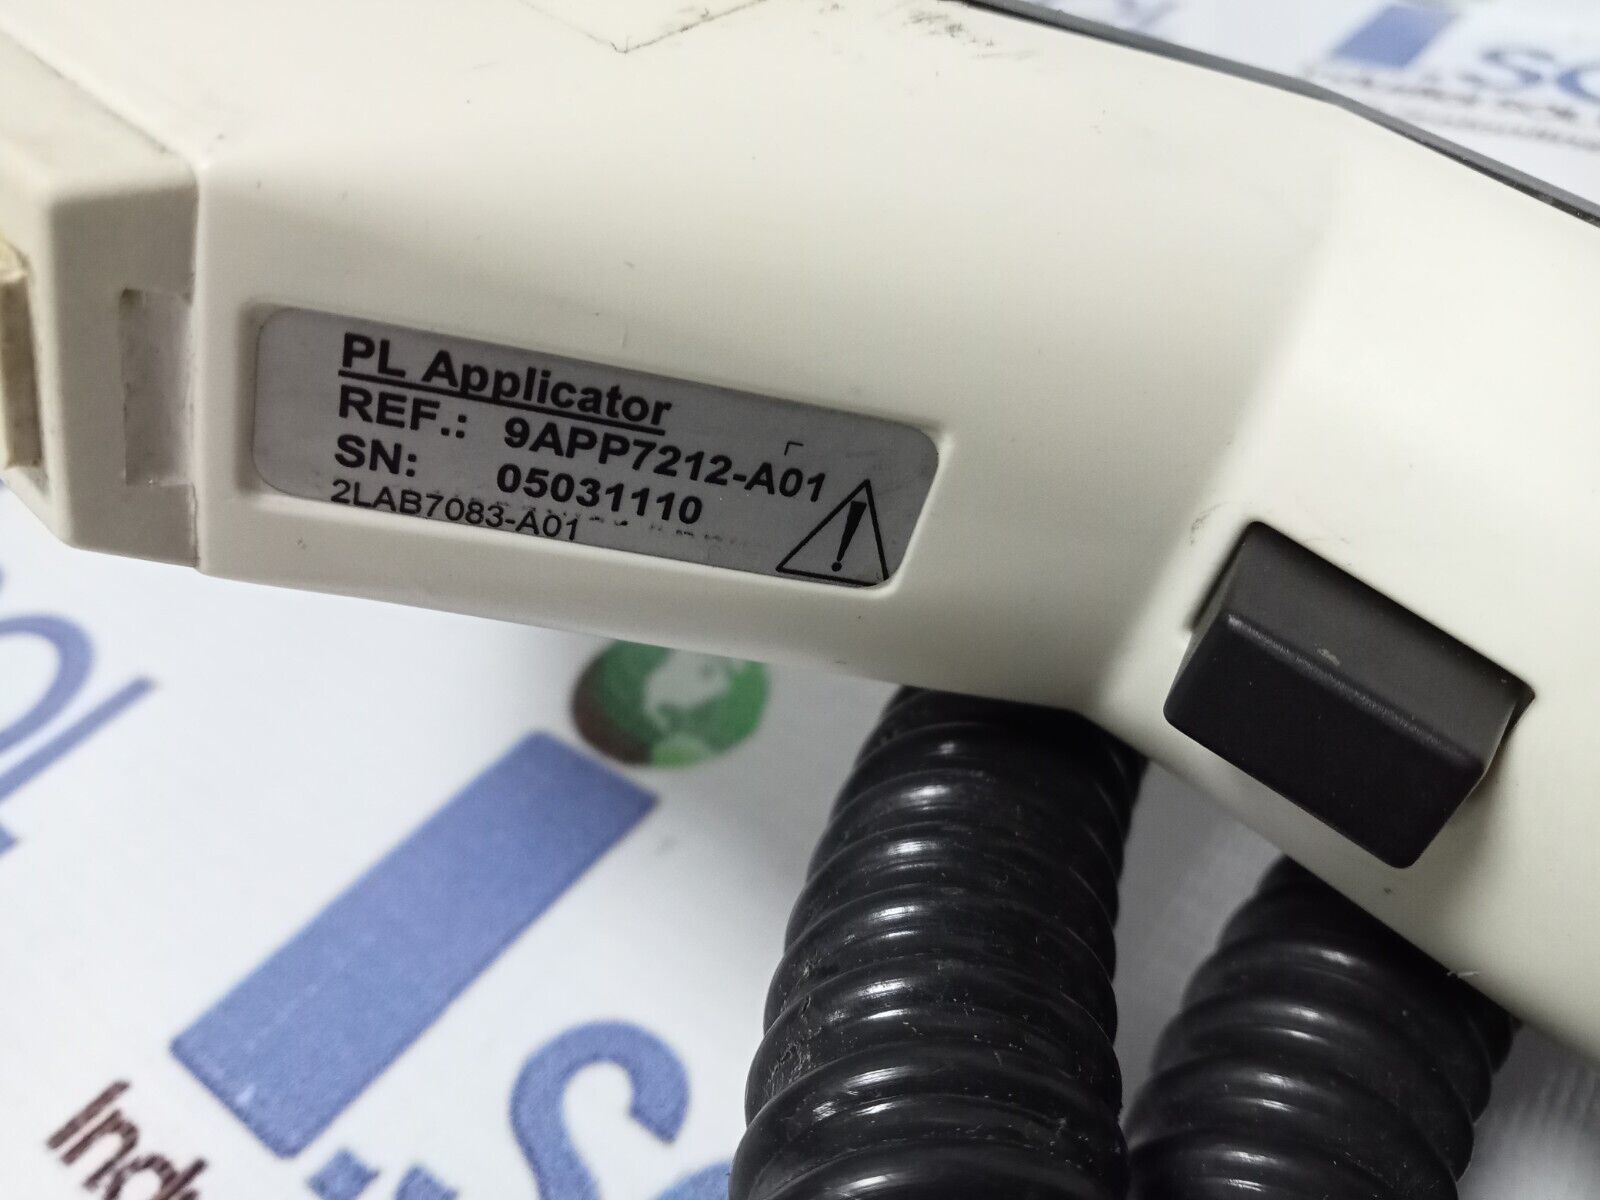 PL Applicator
REF.: 9APP7212-A01
SN: 05031110
2LAB7083-A01